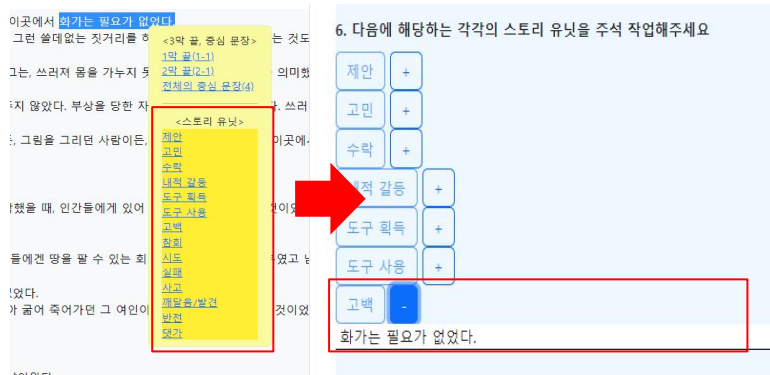 이곳에서 화가는 필요가 없었다.
그런 쓸데없는 짓거리를
는 것도
그는, 쓰러져 몸을 가누지 못
의미했
주지 않았다. 부상을 당한 자
쓰러
그림을 그리던 사람이든,
이곳에서
했을 때, 인간들에게 있어
들에겐 땅을 팔 수 있는 회
였고 남
았다.
굶어 죽어가던 그 여인이
것이었
<3막 끝, 중심 문장>
1막 끝(1-1)
2막 끝(2-1)
전체의 중심 문장(4)
<스토리 유닛>
제안
고민
수락
내적 갈등
도구 획득
도구 사용
고백
참회
시도
실패
사고
깨달음/발견
반전
댓가
6. 다음에 해당하는 각각의 스토리 유닛을 주석 작업해주세요
제안 +
고민 +
수락 +
내적 갈등 +
도구 획득 +
도구 사용 +
고백 -
화가는 필요가 없었다.